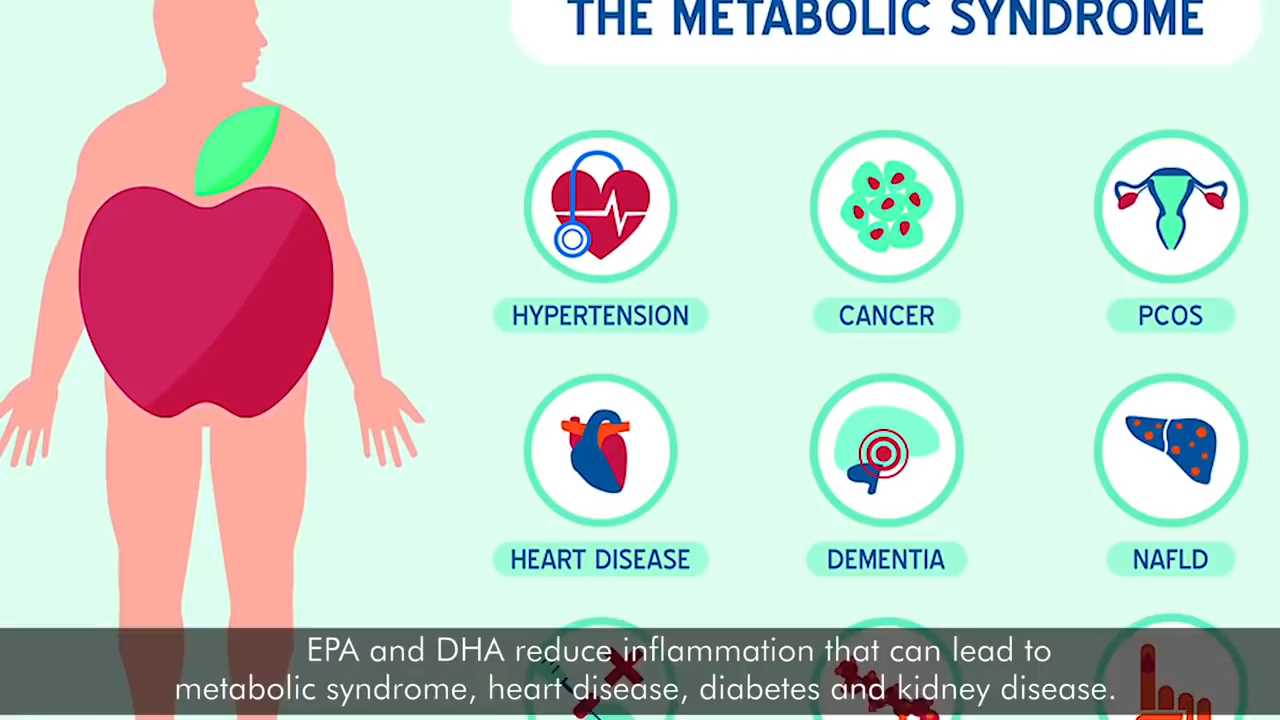 THE METABOLIC SYNDROME
HYPERTENSION
CANCER
PCOS
HEART DISEASE
DEMENTIA
NAFLD
EPA and DHA reduce inflammation that can lead to
metabolic syndrome, heart disease, diabetes and kidney disease.